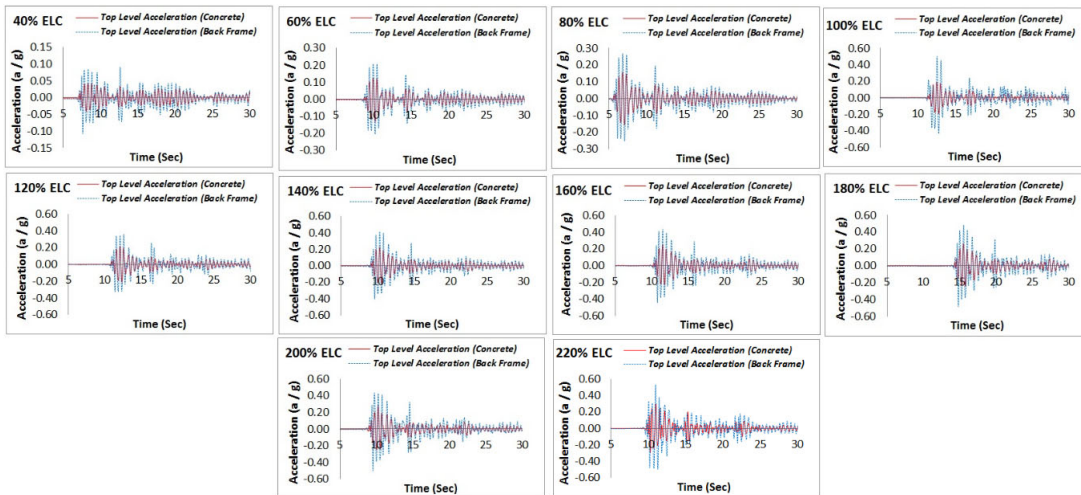 40% ELC
Top Level Acceleration (Concrete)
Top Level Acceleration (Back Frame)
Acceleration (a / g)
0.15
0.10
0.05
0.00
-0.05
-0.10
-0.15
5 10 15 20 25 30
Time (Sec)
60% ELC
Top Level Acceleration (Concrete)
Top Level Acceleration (Back Frame)
Acceleration (a / g)
0.30
0.20
0.10
0.00
-0.10
-0.20
-0.30
5 10 15 20 25 30
Time (Sec)
80% ELC
Top Level Acceleration (Concrete)
Top Level Acceleration (Back Frame)
Acceleration (a / g)
0.30
0.20
0.10
0.00
-0.10
-0.20
-0.30
5 10 15 20 25 30
Time (Sec)
100% ELC
Top Level Acceleration (Concrete)
Top Level Acceleration (Back Frame)
Acceleration (a / g)
0.60
0.40
0.20
0.00
-0.20
-0.40
-0.60
5 10 15 20 25 30
Time (Sec)
120% ELC
Top Level Acceleration (Concrete)
Top Level Acceleration (Back Frame)
Acceleration (a / g)
0.60
0.40
0.20
0.00
-0.20
-0.40
-0.60
5 10 15 20 25 30
Time (Sec)
140% ELC
Top Level Acceleration (Concrete)
Top Level Acceleration (Back Frame)
Acceleration (a / g)
0.60
0.40
0.20
0.00
-0.20
-0.40
-0.60
5 10 15 20 25 30
Time (Sec)
160% ELC
Top Level Acceleration (Concrete)
Top Level Acceleration (Back Frame)
Acceleration (a / g)
0.60
0.40
0.20
0.00
-0.20
-0.40
-0.60
5 10 15 20 25 30
Time (Sec)
180% ELC
Top Level Acceleration (Concrete)
Top Level Acceleration (Back Frame)
Acceleration (a / g)
0.60
0.40
0.20
0.00
-0.20
-0.40
-0.60
5 10 15 20 25 30
Time (Sec)
200% ELC
Top Level Acceleration (Concrete)
Top Level Acceleration (Back Frame)
Acceleration (a / g)
0.60
0.40
0.20
0.00
-0.20
-0.40
-0.60
5 10 15 20 25 30
Time (Sec)
220% ELC
Top Level Acceleration (Concrete)
Top Level Acceleration (Back Frame)
Acceleration (a / g)
0.60
0.40
0.20
0.00
-0.20
-0.40
-0.60
5 10 15 20 25 30
Time (Sec)